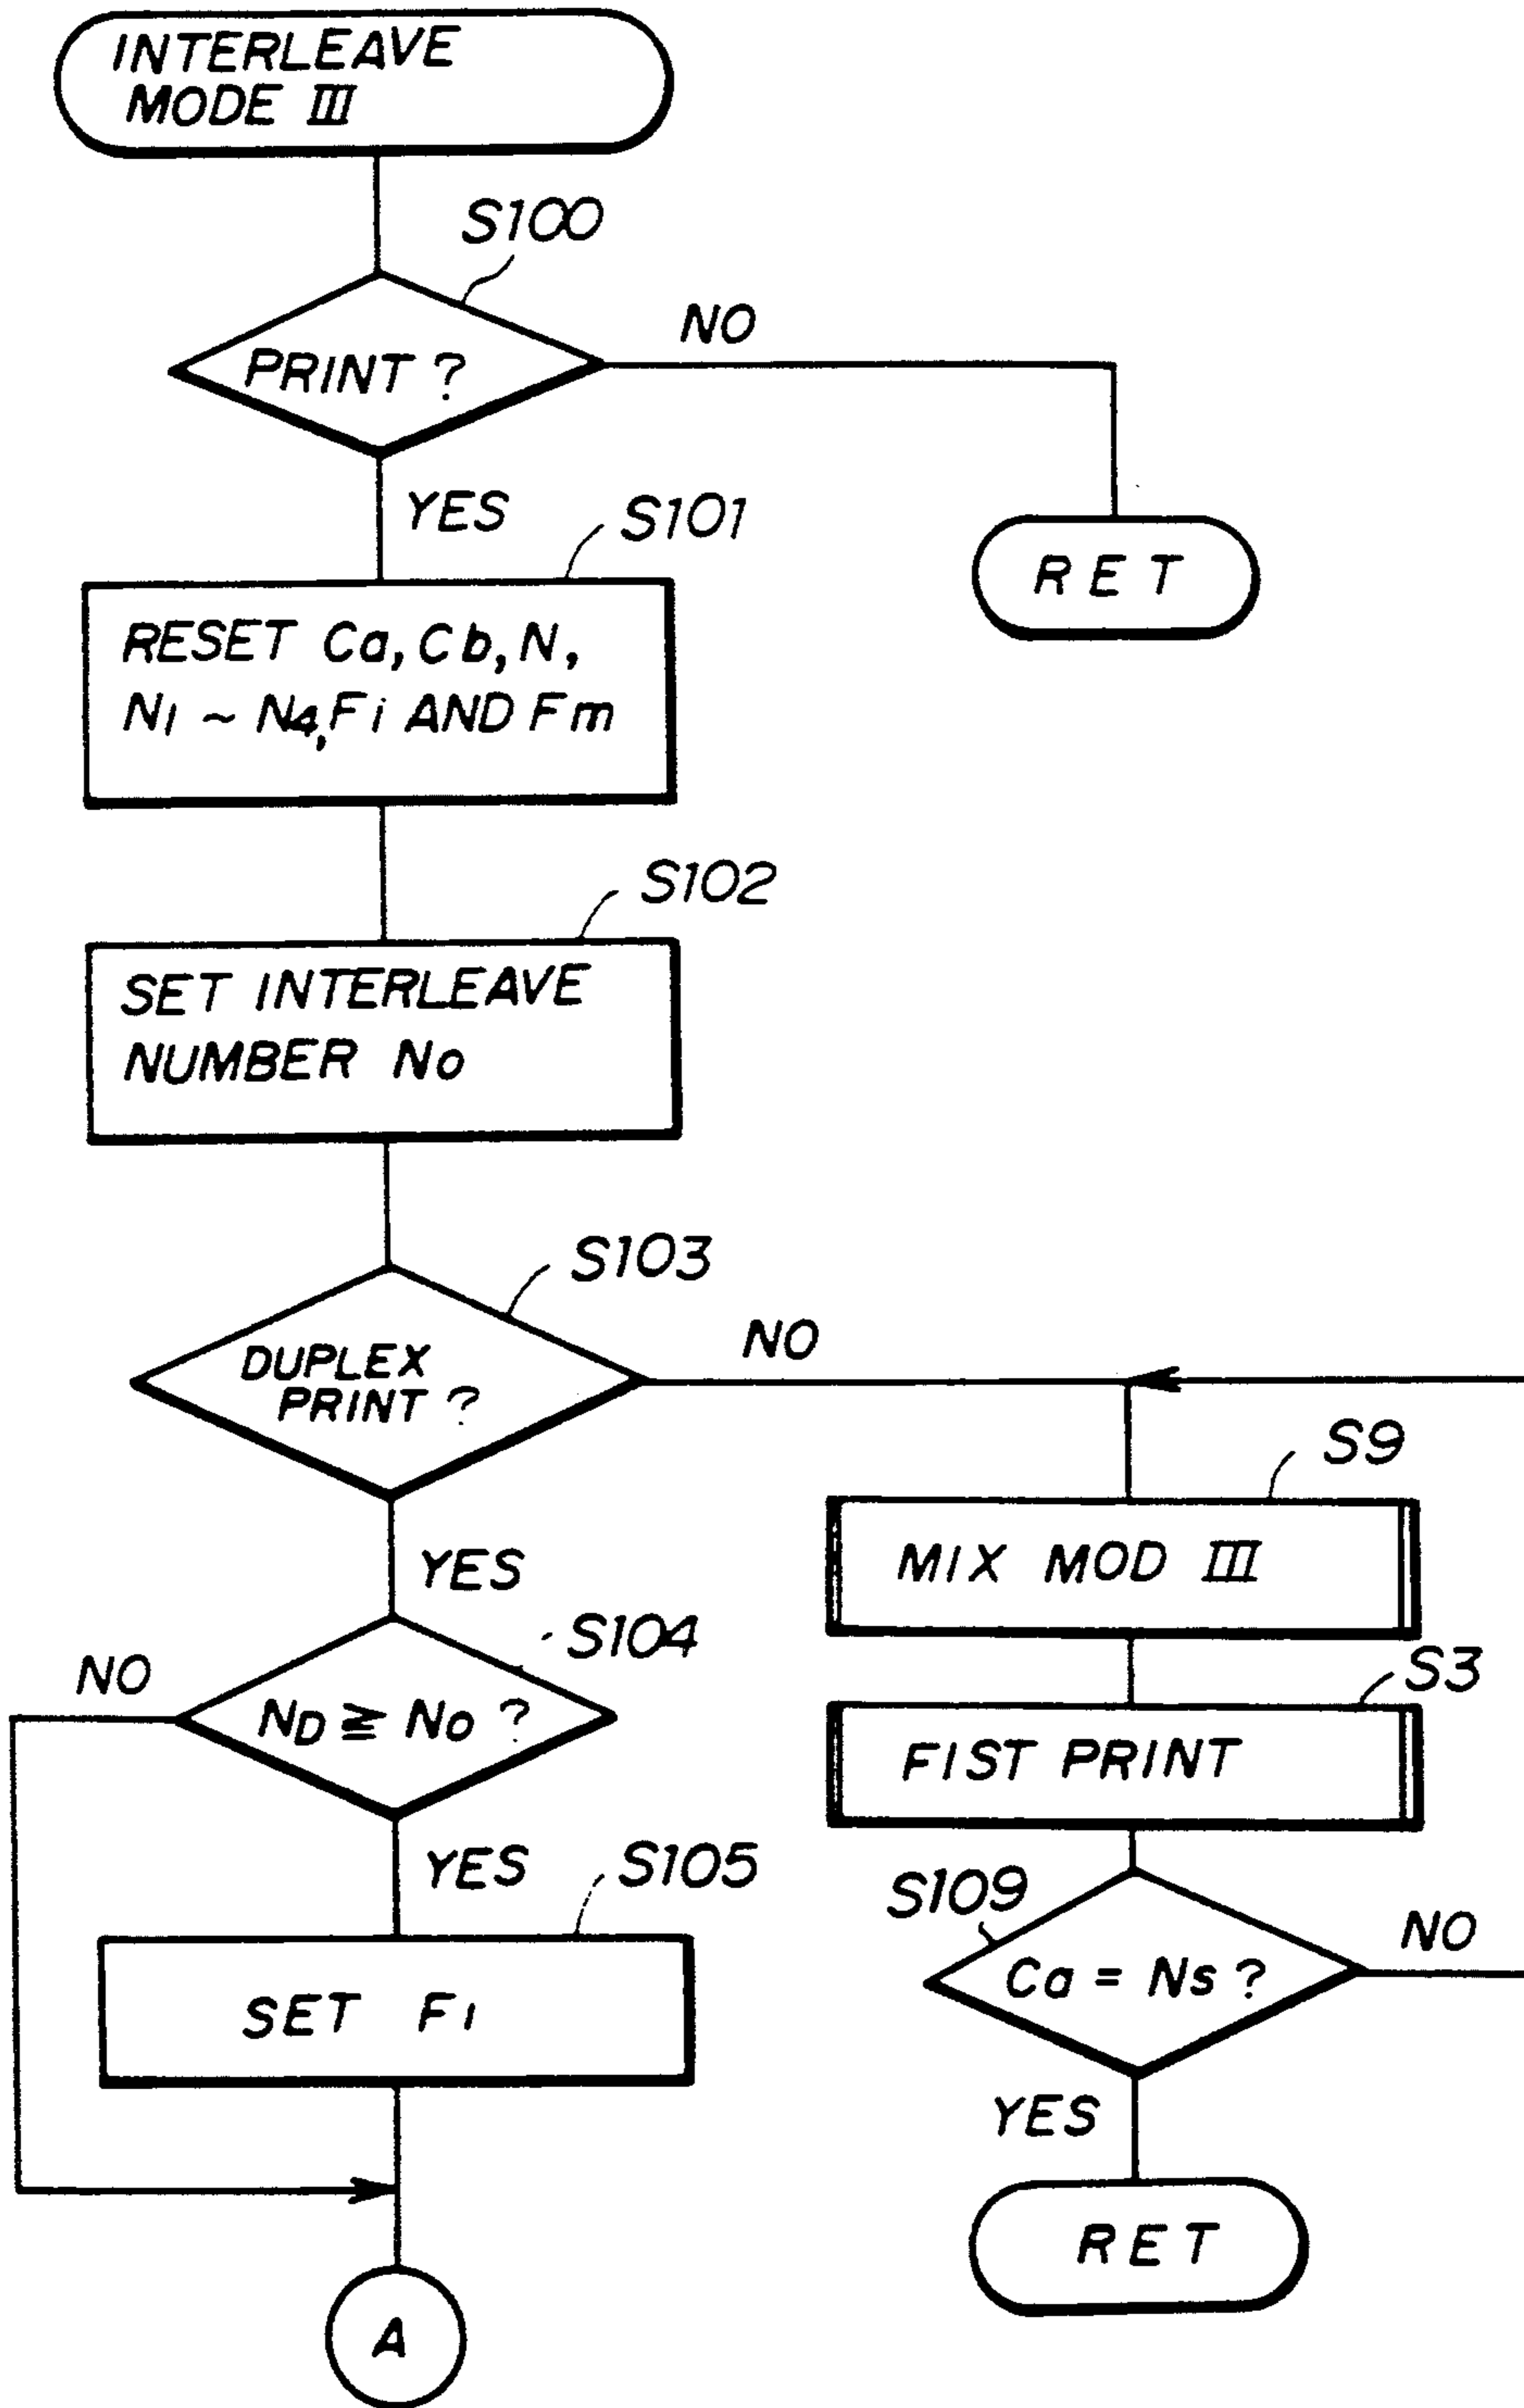 INTERLEAVE
MODE III
S100
PRINT ?
NO
YES
RET
S101
RESET Ca, Cb, N,
N1 ~ N4, Fi AND Fm
S102
SET INTERLEAVE
NUMBER No
S103
DUPLEX
PRINT ?
NO
YES
S9
MIX MOD III
S104
NO
ND ≧ No ?
S3
FIST PRINT
YES
S105
SET Fi
S109
Ca = Ns ?
NO
YES
RET
A